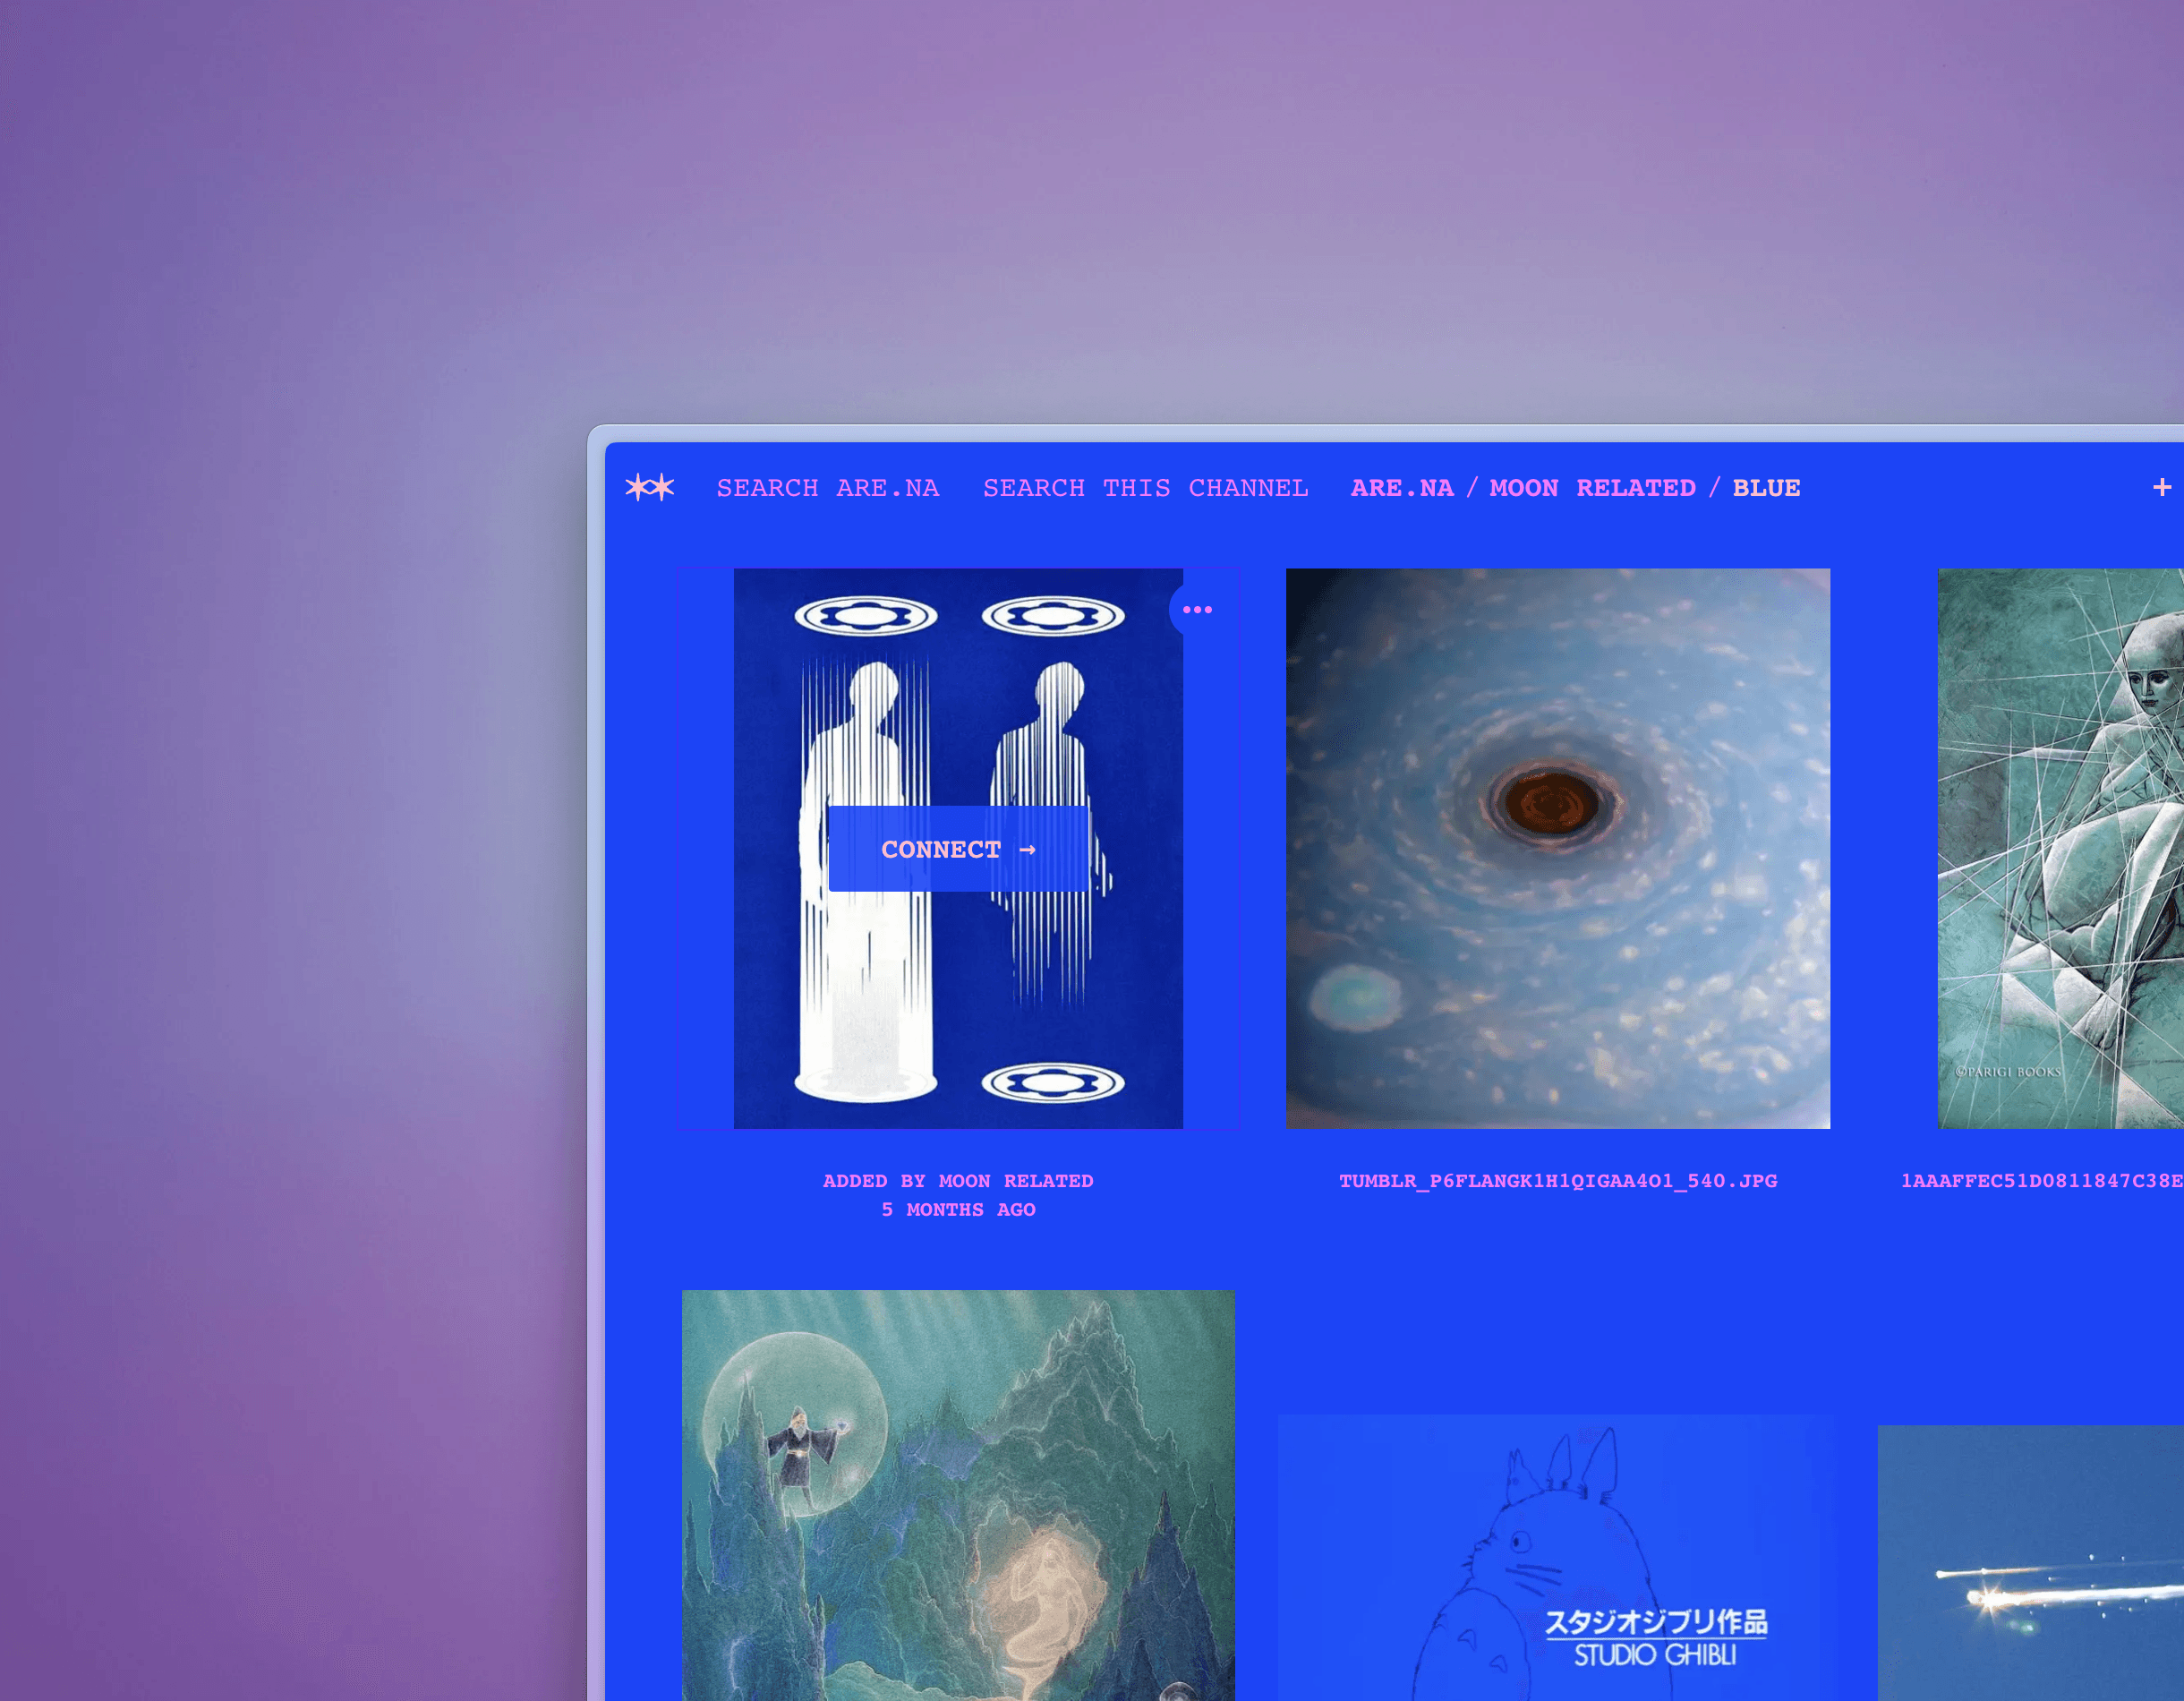 SEARCH ARE.NA SEARCH THIS CHANNEL ARE.NA / MOON RELATED / BLUE +
CONNECT →
©PARIGI BOOKS
ADDED BY MOON RELATED
5 MONTHS AGO
TUMBLR_P6FLANGK1H1QIGAA4O1_540.JPG
1AAAFFEC51D0811847C38E
スタジオジブリ作品
STUDIO GHIBLI